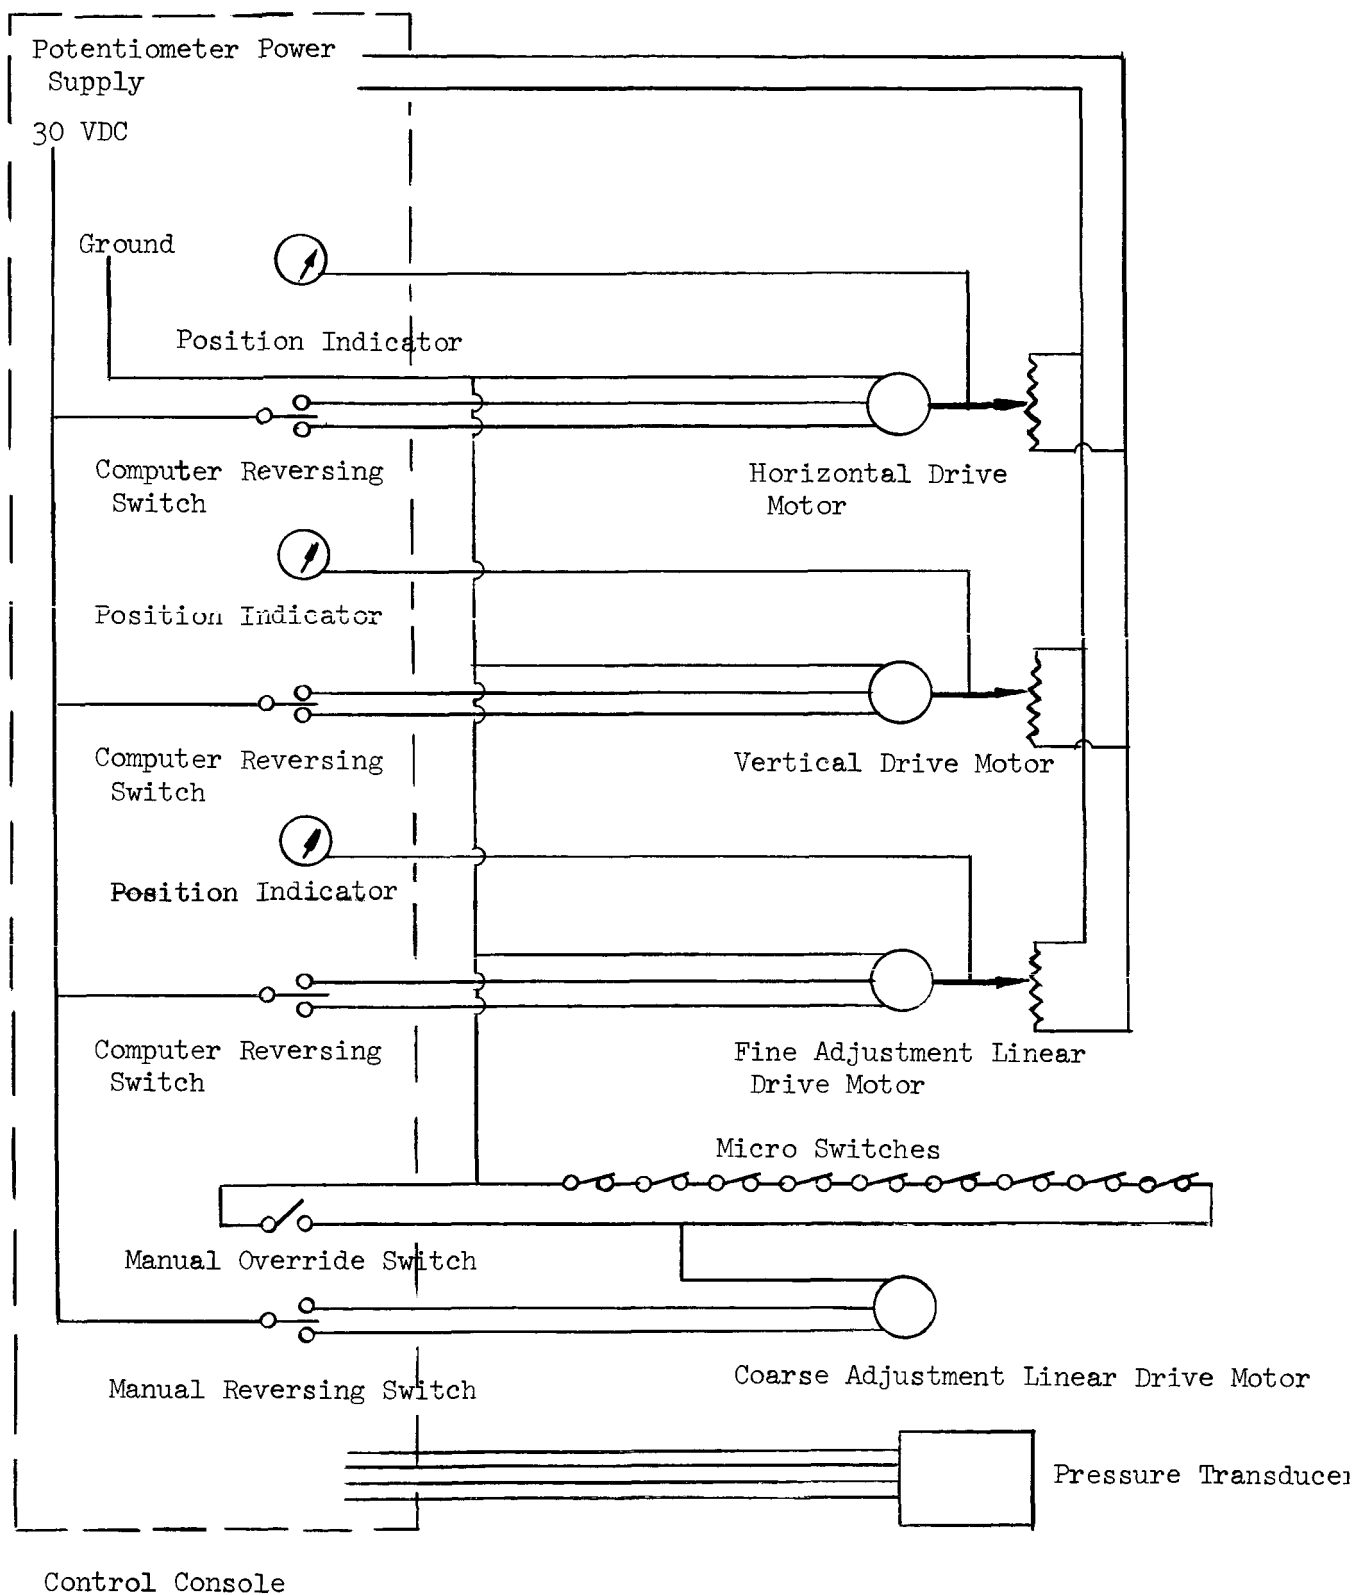 Potentiometer Power
Supply
30 VDC
Ground
Position Indicator
Computer Reversing
Switch
Horizontal Drive
Motor
Position Indicator
Computer Reversing
Switch
Vertical Drive Motor
Position Indicator
Computer Reversing
Switch
Fine Adjustment Linear
Drive Motor
Micro Switches
Manual Override Switch
Manual Reversing Switch
Coarse Adjustment Linear Drive Motor
Pressure Transducer
Control Console